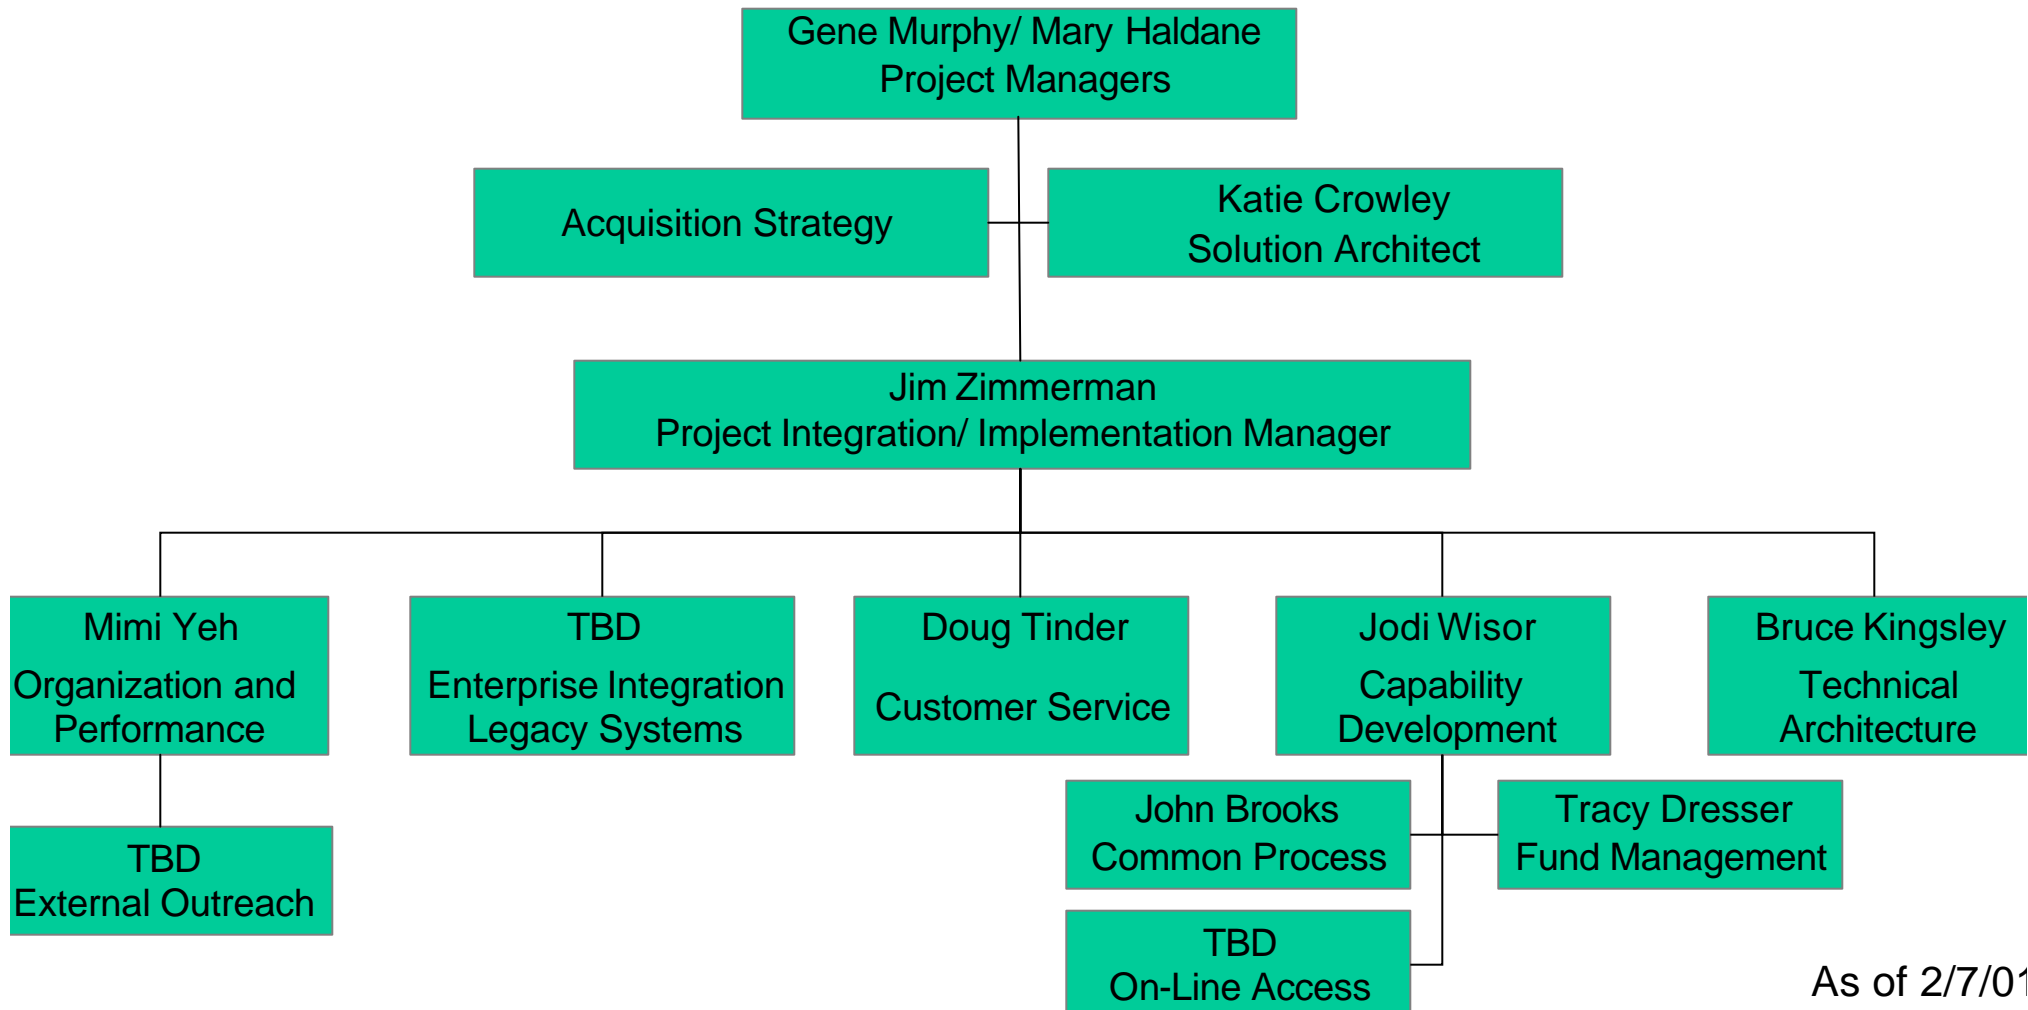 Gene Murphy/ Mary Haldane
Project Managers
Acquisition Strategy
Katie Crowley
Solution Architect
Jim Zimmerman
Project Integration/ Implementation Manager
Mimi Yeh
Organization and
Performance
TBD
Enterprise Integration
Legacy Systems
Doug Tinder
Customer Service
Jodi Wisor
Capability
Development
Bruce Kingsley
Technical
Architecture
TBD
External Outreach
John Brooks
Common Process
Tracy Dresser
Fund Management
TBD
On-Line Access
As of 2/7/01